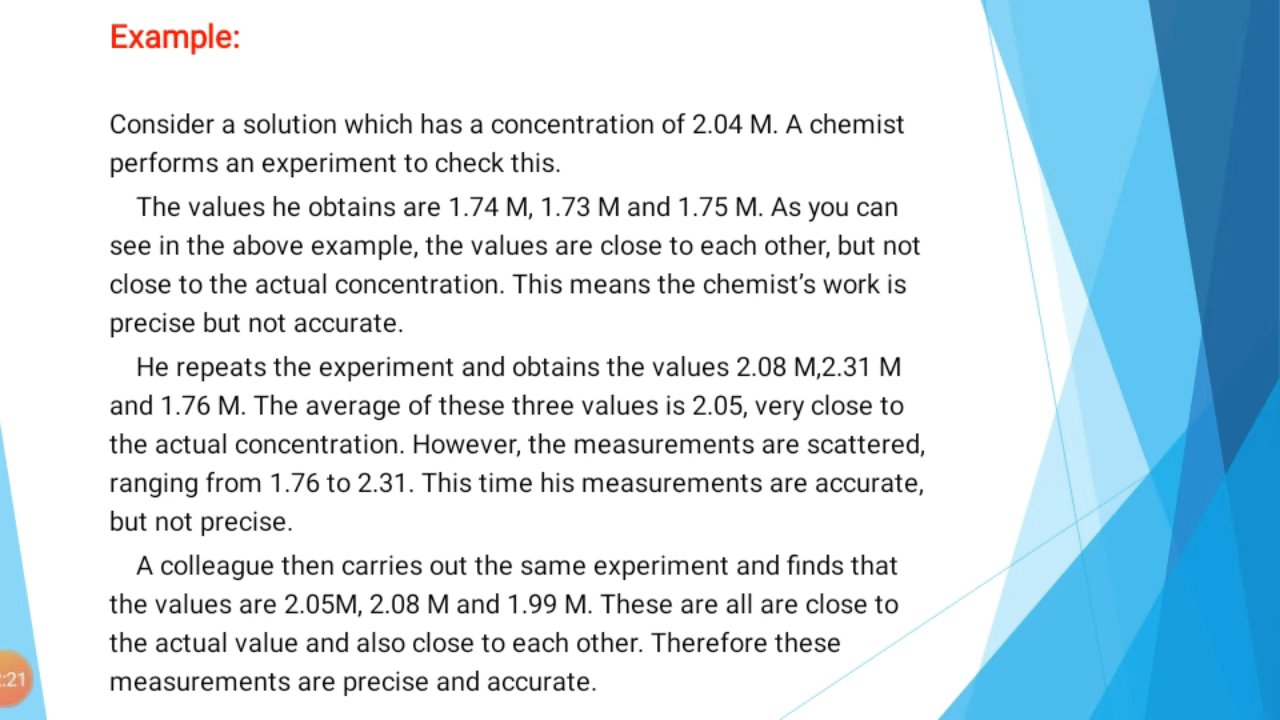 Example:
Consider a solution which has a concentration of 2.04 M. A chemist
performs an experiment to check this.
The values he obtains are 1.74 M, 1.73 M and 1.75 M. As you can
see in the above example, the values are close to each other, but not
close to the actual concentration. This means the chemist’s work is
precise but not accurate.
He repeats the experiment and obtains the values 2.08 M,2.31 M
and 1.76 M. The average of these three values is 2.05, very close to
the actual concentration. However, the measurements are scattered,
ranging from 1.76 to 2.31. This time his measurements are accurate,
but not precise.
A colleague then carries out the same experiment and finds that
the values are 2.05M, 2.08 M and 1.99 M. These are all are close to
the actual value and also close to each other. Therefore these
measurements are precise and accurate.
:21